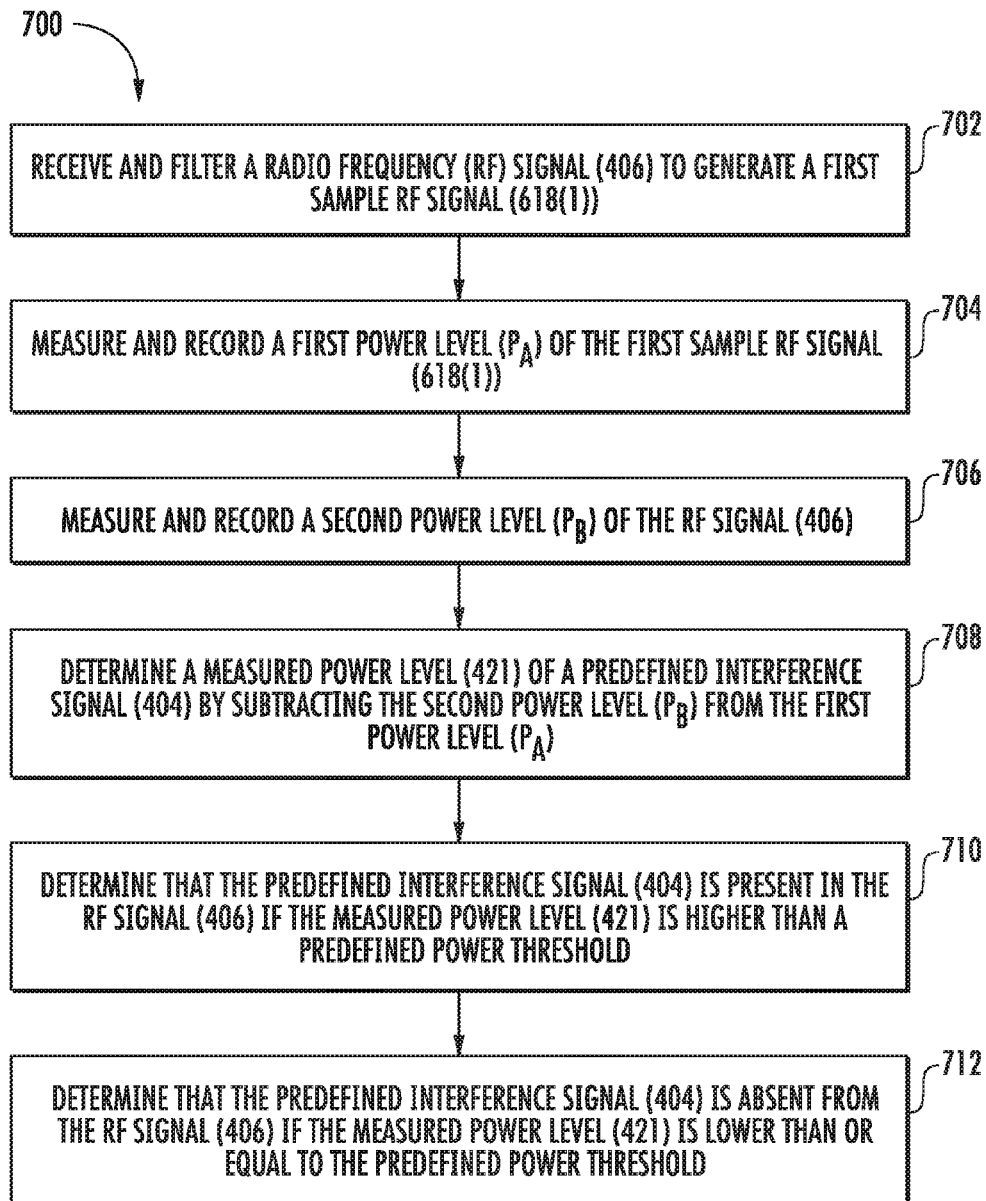 700
702
RECEIVE AND FILTER A RADIO FREQUENCY (RF) SIGNAL (406) TO GENERATE A FIRST
SAMPLE RF SIGNAL (618(1))
704
MEASURE AND RECORD A FIRST POWER LEVEL (PA) OF THE FIRST SAMPLE RF SIGNAL
(618(1))
706
MEASURE AND RECORD A SECOND POWER LEVEL (PB) OF THE RF SIGNAL (406)
708
DETERMINE A MEASURED POWER LEVEL (421) OF A PREDEFINED INTERFERENCE
SIGNAL (404) BY SUBTRACTING THE SECOND POWER LEVEL (PB) FROM THE FIRST
POWER LEVEL (PA)
710
DETERMINE THAT THE PREDEFINED INTERFERENCE SIGNAL (404) IS PRESENT IN THE
RF SIGNAL (406) IF THE MEASURED POWER LEVEL (421) IS HIGHER THAN A
PREDEFINED POWER THRESHOLD
712
DETERMINE THAT THE PREDEFINED INTERFERENCE SIGNAL (404) IS ABSENT FROM
THE RF SIGNAL (406) IF THE MEASURED POWER LEVEL (421) IS LOWER THAN OR
EQUAL TO THE PREDEFINED POWER THRESHOLD